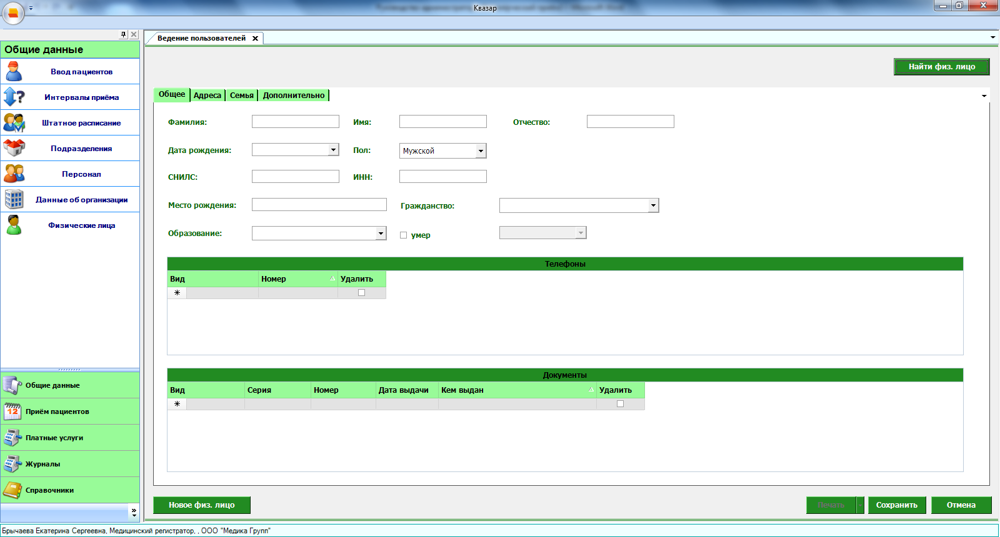 Квазар
Общие данные
Ввод пациентов
Интервалы приёма
Штатное расписание
Подразделения
Персонал
Данные об организации
Физические лица
Общие данные
12
Приём пациентов
Платные услуги
Журналы
Справочники
Ведение пользователей
Найти физ. лицо
Общее Адреса Семья Дополнительно
Фамилия: Имя: Отчество:
Дата рождения: Пол: Мужской
СНИЛС: ИНН:
Место рождения: Гражданство:
Образование: умер
Телефоны
Вид Номер Удалить
Документы
Вид Серия Номер Дата выдачи Кем выдан Удалить
Новое физ. лицо Печать Сохранить Отмена
Брычаева Екатерина Сергеевна, Медицинский регистратор, , ООО "Медика Групп"